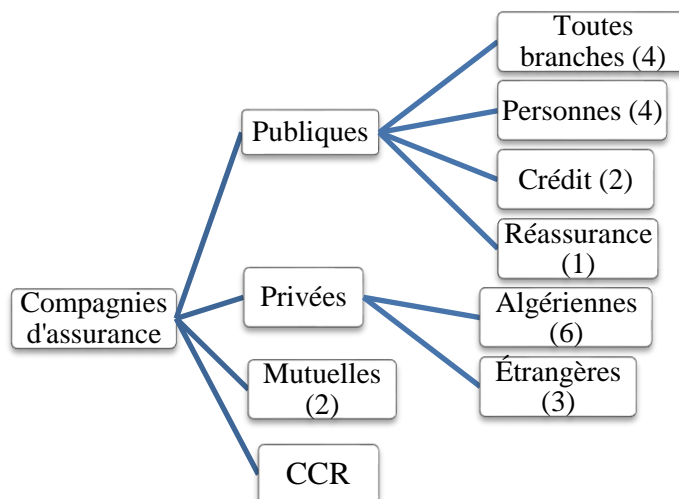 Compagnies
d'assurance
Publiques
Toutes
branches (4)
Personnes (4)
Crédit (2)
Réassurance
(1)
Privées
Algériennes
(6)
Étrangères
(3)
Mutuelles
(2)
CCR